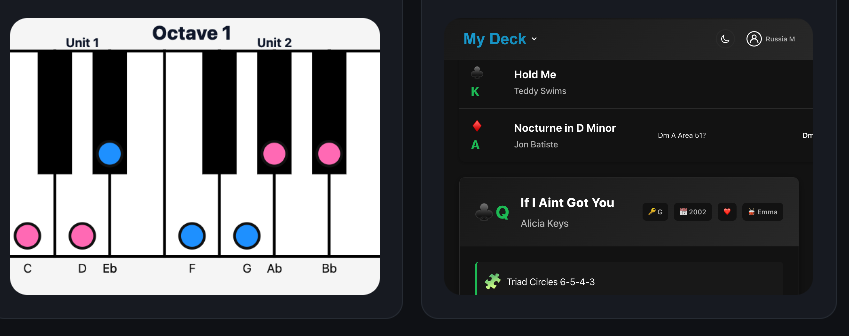 Octave 1
Unit 1
Unit 2
C D Eb F G Ab Bb
My Deck
Russia M
Hold Me
K
Teddy Swims
Nocturne in D Minor
Dm A Area 51?
Dm
A
Jon Batiste
If I Aint Got You
Q
G
2002
Emma
Alicia Keys
Triad Circles 6-5-4-3